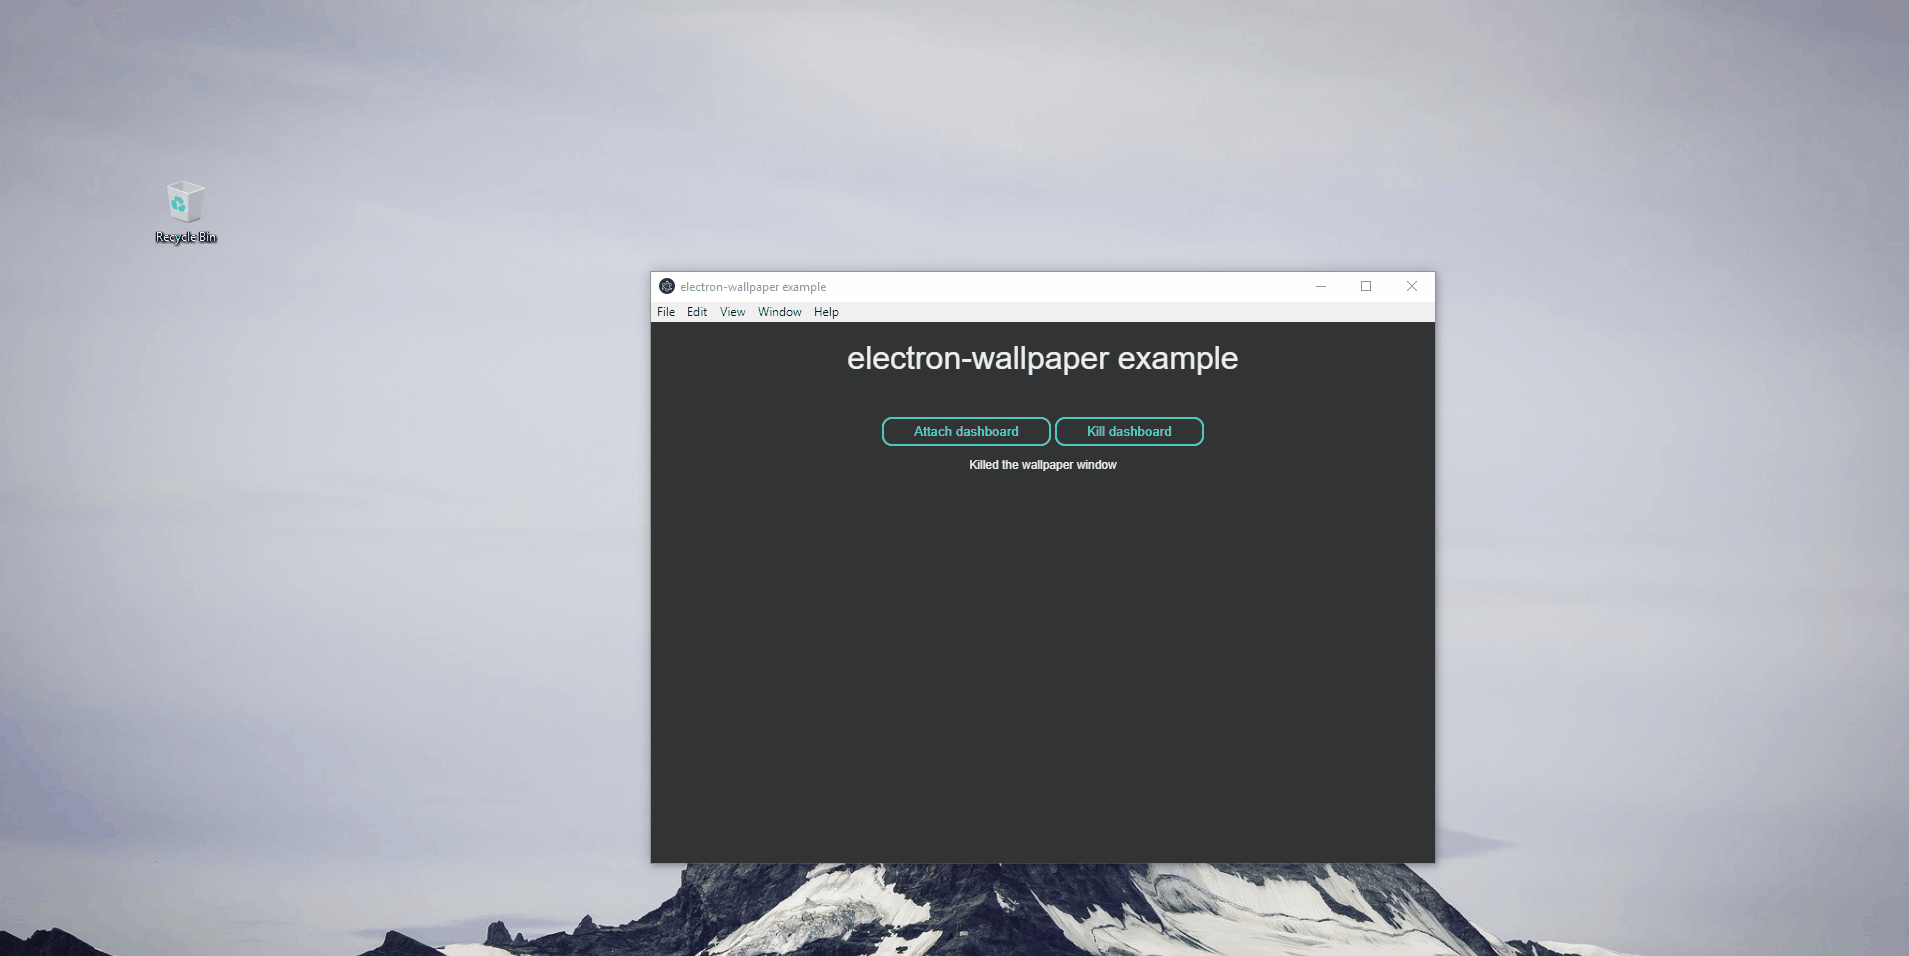 Recycle Bin
electron-wallpaper example
File Edit View Window Help
electron-wallpaper example
Attach dashboard Kill dashboard
Killed the wallpaper window